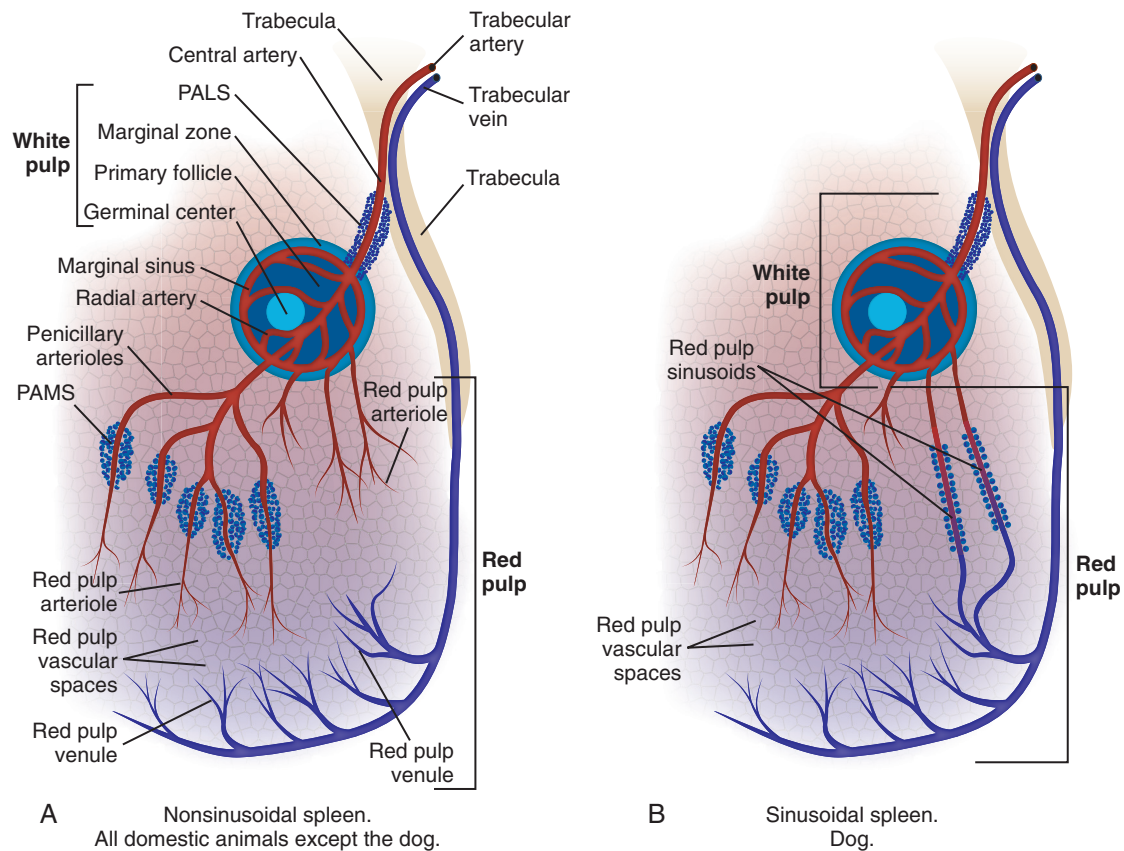 Trabecula
Trabecular
artery
Central artery
PALS
Trabecular
vein
White
pulp
Marginal zone
Primary follicle
Trabecula
Germinal center
Marginal sinus
Radial artery
Penicillary
arterioles
PAMS
Red pulp
arteriole
Red pulp
arteriole
Red
pulp
Red pulp
vascular
spaces
Red pulp
venule
Red pulp
venule
A
Nonsinusoidal spleen.
All domestic animals except the dog.
White
pulp
Red pulp
sinusoids
Red
pulp
Red pulp
vascular
spaces
B
Sinusoidal spleen.
Dog.